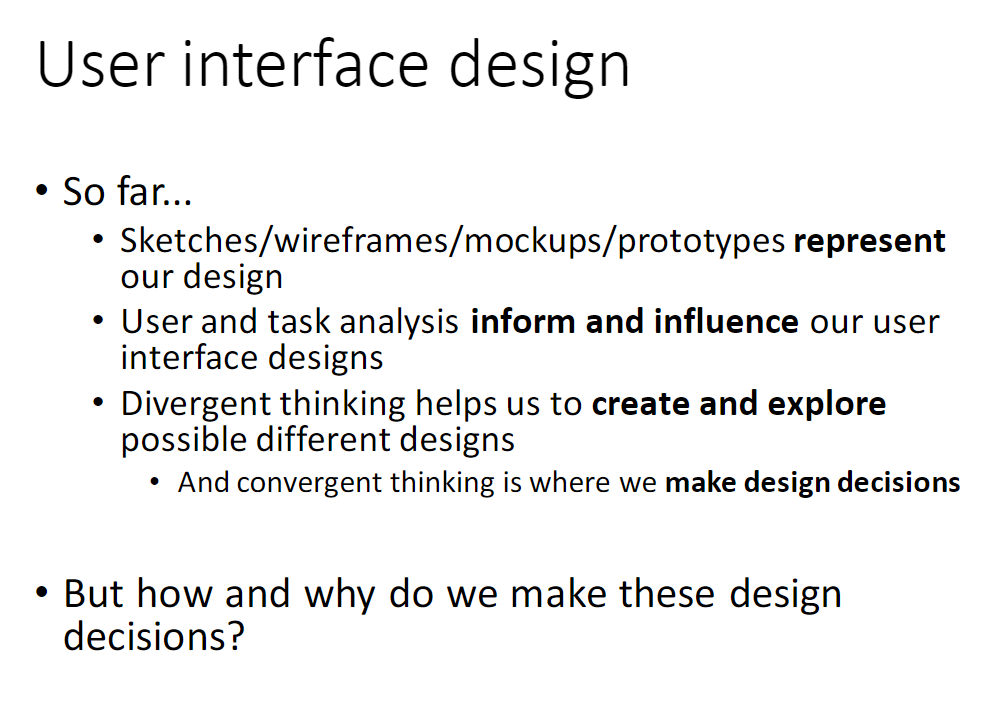 User interface design
• So far...
• Sketches/wireframes/mockups/prototypes represent
our design
• User and task analysis inform and influence our user
interface designs
• Divergent thinking helps us to create and explore
possible different designs
• And convergent thinking is where we make design decisions
• But how and why do we make these design
decisions?